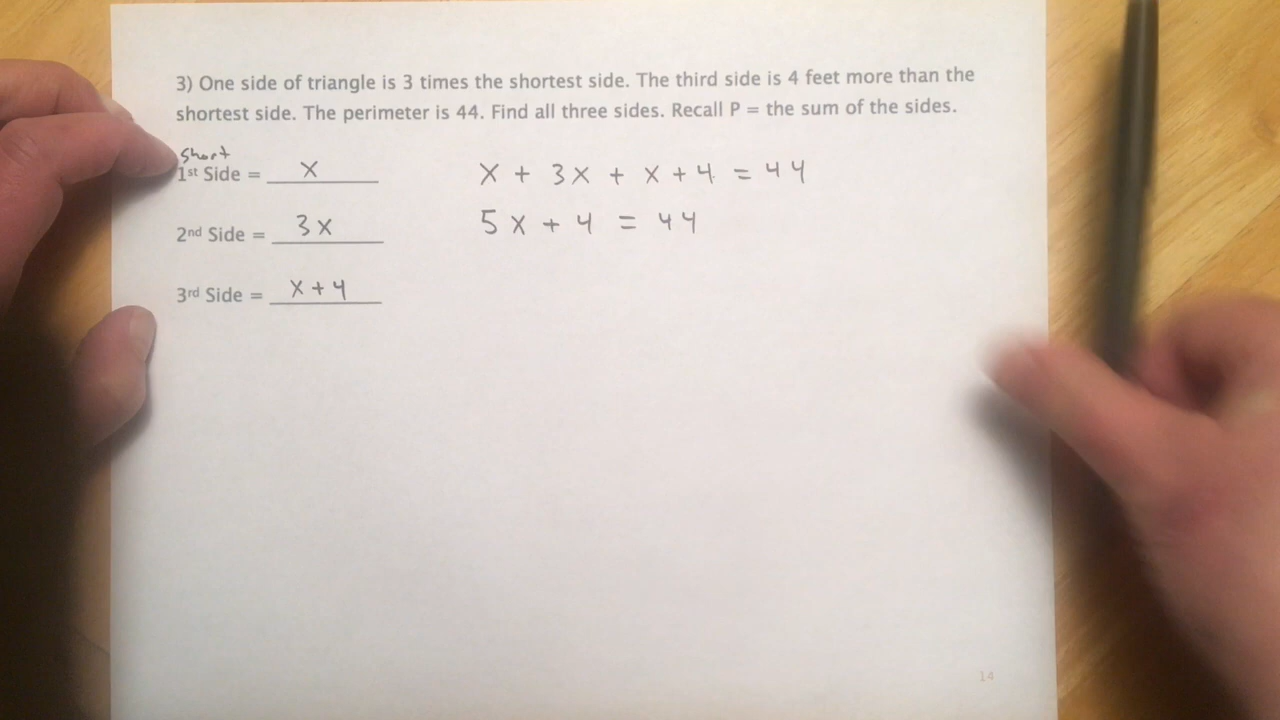 3) One side of triangle is 3 times the shortest side. The third side is 4 feet more than the
shortest side. The perimeter is 44. Find all three sides. Recall P = the sum of the sides.
short
1st Side = x
2nd Side = 3x
3rd Side = x+4
x + 3x + x + 4 = 44
5x + 4 = 44
14